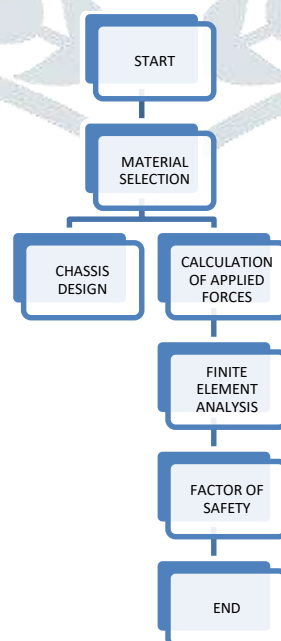 START
MATERIAL
SELECTION
CHASSIS
DESIGN
CALCULATION
OF APPLIED
FORCES
FINITE
ELEMENT
ANALYSIS
FACTOR OF
SAFETY
END